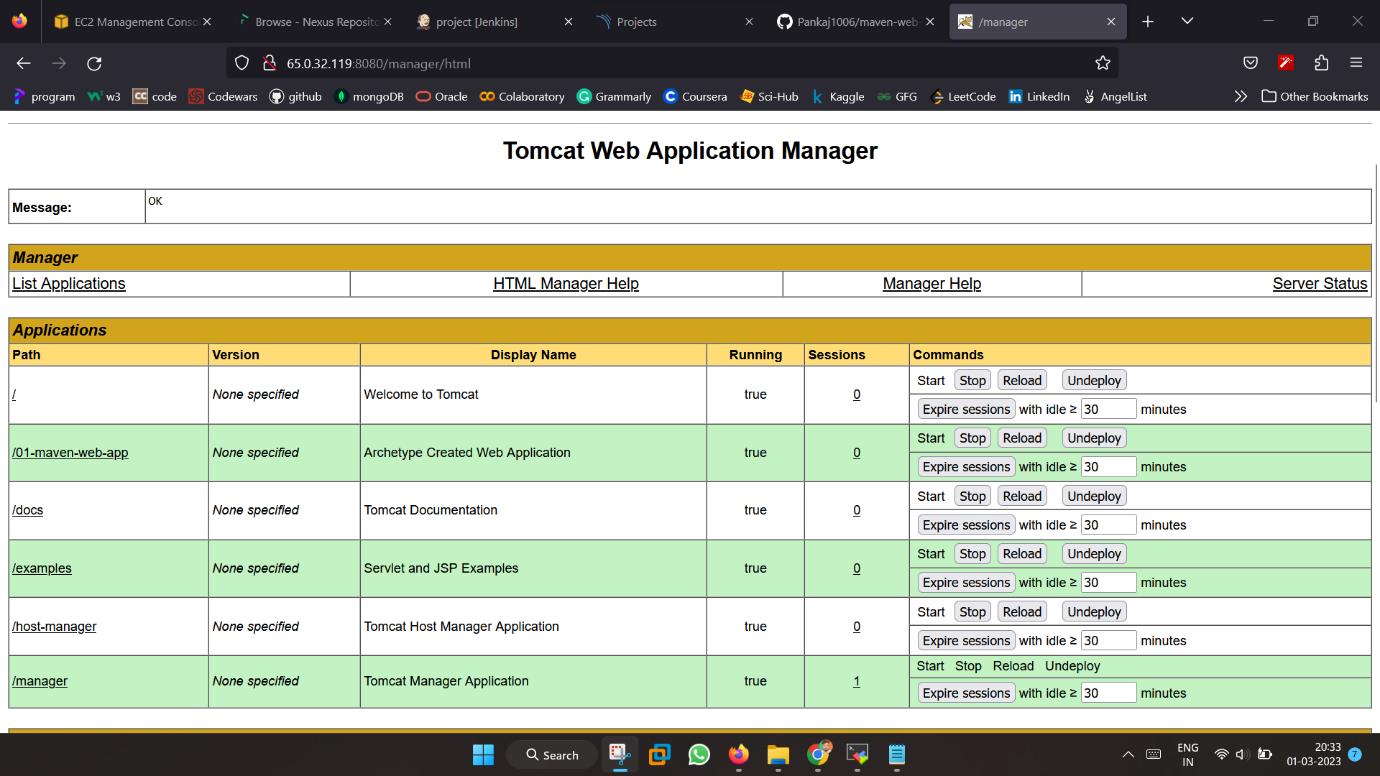 EC2 Management Conso
Browse - Nexus Reposito
project [Jenkins]
Projects
Pankaj1006/maven-web-
/manager
65.0.32.119:8080/manager/html
program
w3
code
Codewars
github
mongoDB
Oracle
Colaboratory
Grammarly
Coursera
Sci-Hub
Kaggle
GFG
LeetCode
LinkedIn
AngelList
Other Bookmarks
Tomcat Web Application Manager
Message: OK
Manager
List Applications HTML Manager Help Manager Help Server Status
Applications
Path Version Display Name Running Sessions Commands
/ None specified Welcome to Tomcat true 0
Start Stop Reload Undeploy
Expire sessions with idle ≥ 30 minutes
/01-maven-web-app None specified Archetype Created Web Application true 0
Start Stop Reload Undeploy
Expire sessions with idle ≥ 30 minutes
/docs None specified Tomcat Documentation true 0
Start Stop Reload Undeploy
Expire sessions with idle ≥ 30 minutes
/examples None specified Servlet and JSP Examples true 0
Start Stop Reload Undeploy
Expire sessions with idle ≥ 30 minutes
/host-manager None specified Tomcat Host Manager Application true 0
Start Stop Reload Undeploy
Expire sessions with idle ≥ 30 minutes
/manager None specified Tomcat Manager Application true 1
Start Stop Reload Undeploy
Expire sessions with idle ≥ 30 minutes
Search
ENG
IN
20:33
01-03-2023
7